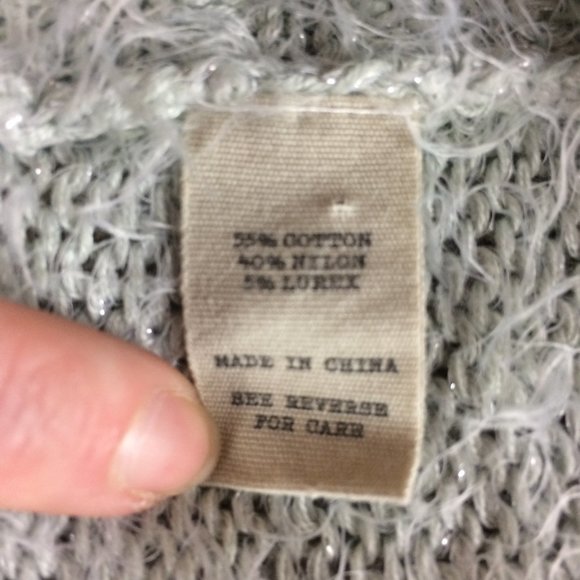 55% COTTON
40% NYLON
5% LUREX
MADE IN CHINA
SEE REVERSE
FOR CARE